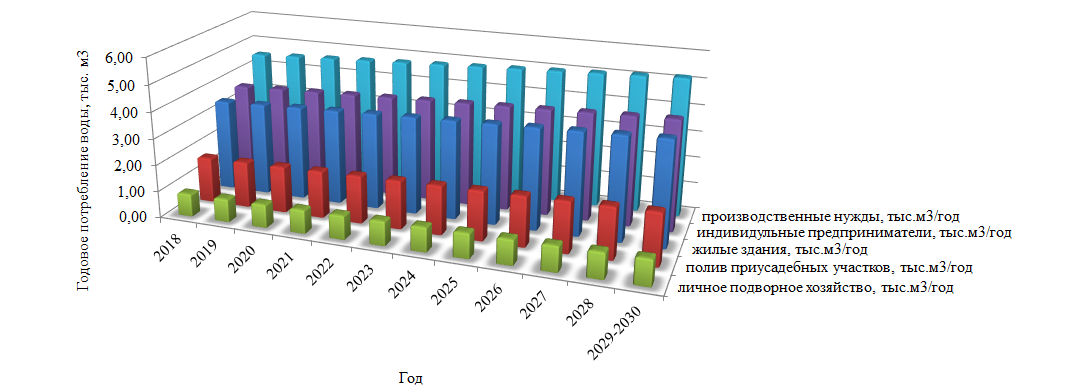 Годовое потребление воды, тыс. м3
6,00
5,00
4,00
3,00
2,00
1,00
0,00
2018
2019
2020
2021
2022
2023
2024
2025
2026
2027
2028
2029-2030
Год
производственные нужды, тыс.м3/год
индивидульные предприниматели, тыс.м3/год
жилые здания, тыс.м3/год
полив приусадебных участков, тыс.м3/год
личное подворное хозяйство, тыс.м3/год